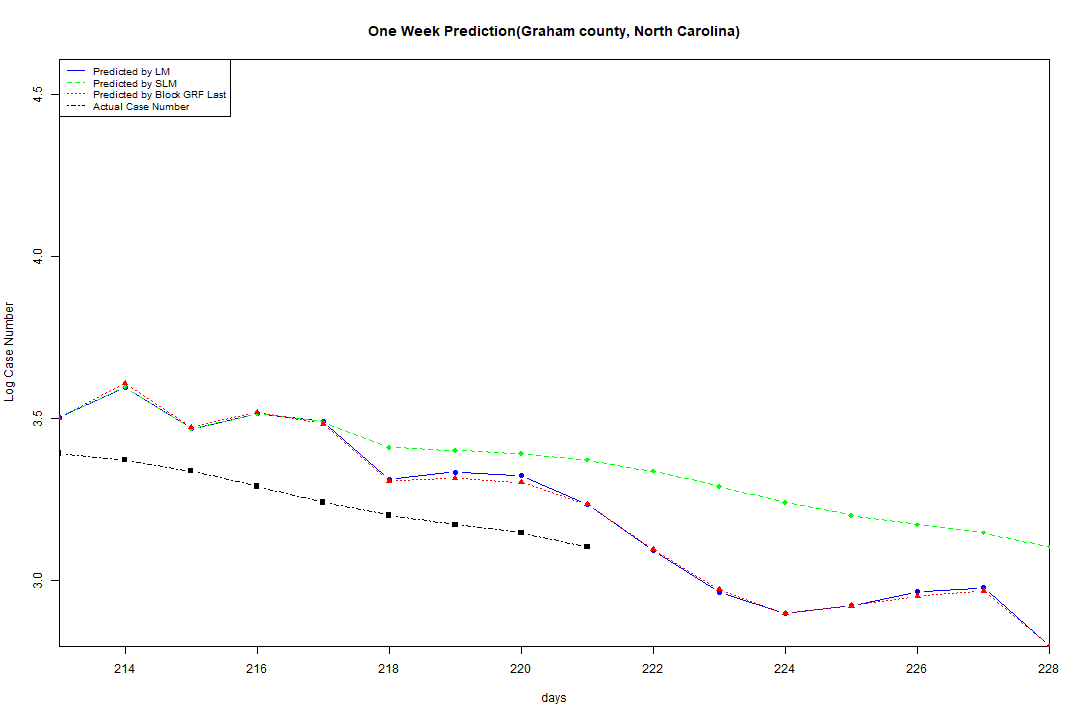 One Week Prediction(Graham county, North Carolina)
Predicted by LM
Predicted by SLM
Predicted by Block GRF Last
Actual Case Number
4.5
4.0
3.5
3.0
Log Case Number
214 216 218 220 222 224 226 228
days